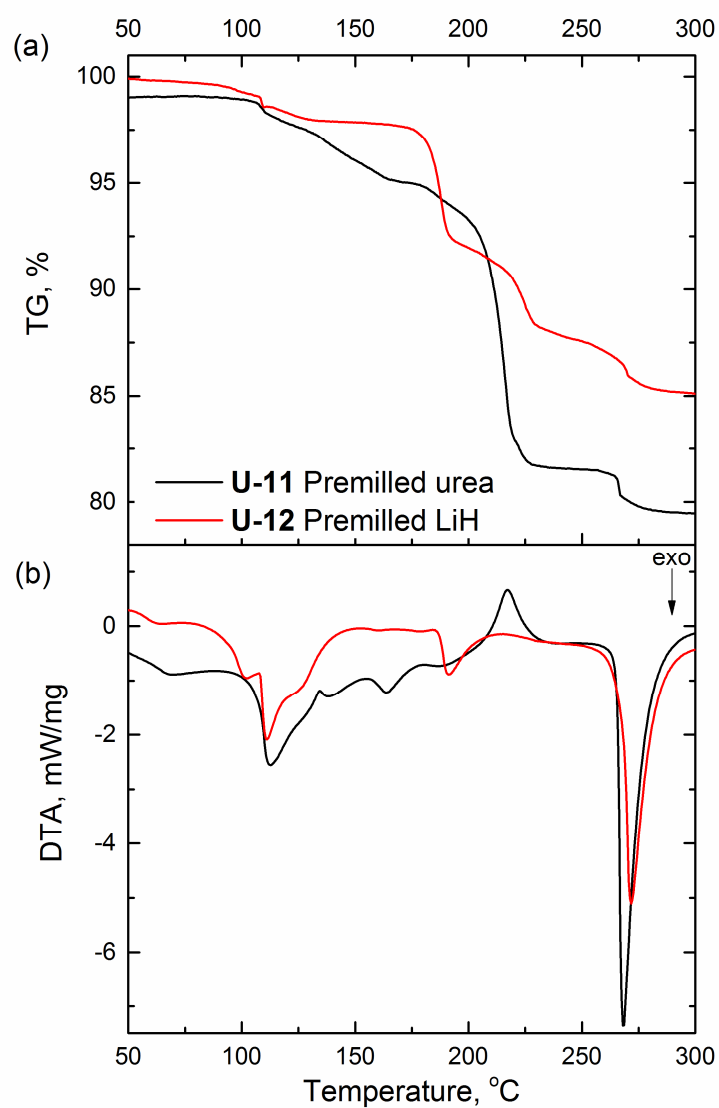 50 100 150 200 250 300
(a)
100
95
90
85
80
TG, %
U-11 Premilled urea
U-12 Premilled LiH
(b)
exo
0
-2
-4
-6
DTA, mW/mg
50 100 150 200 250 300
Temperature, °C